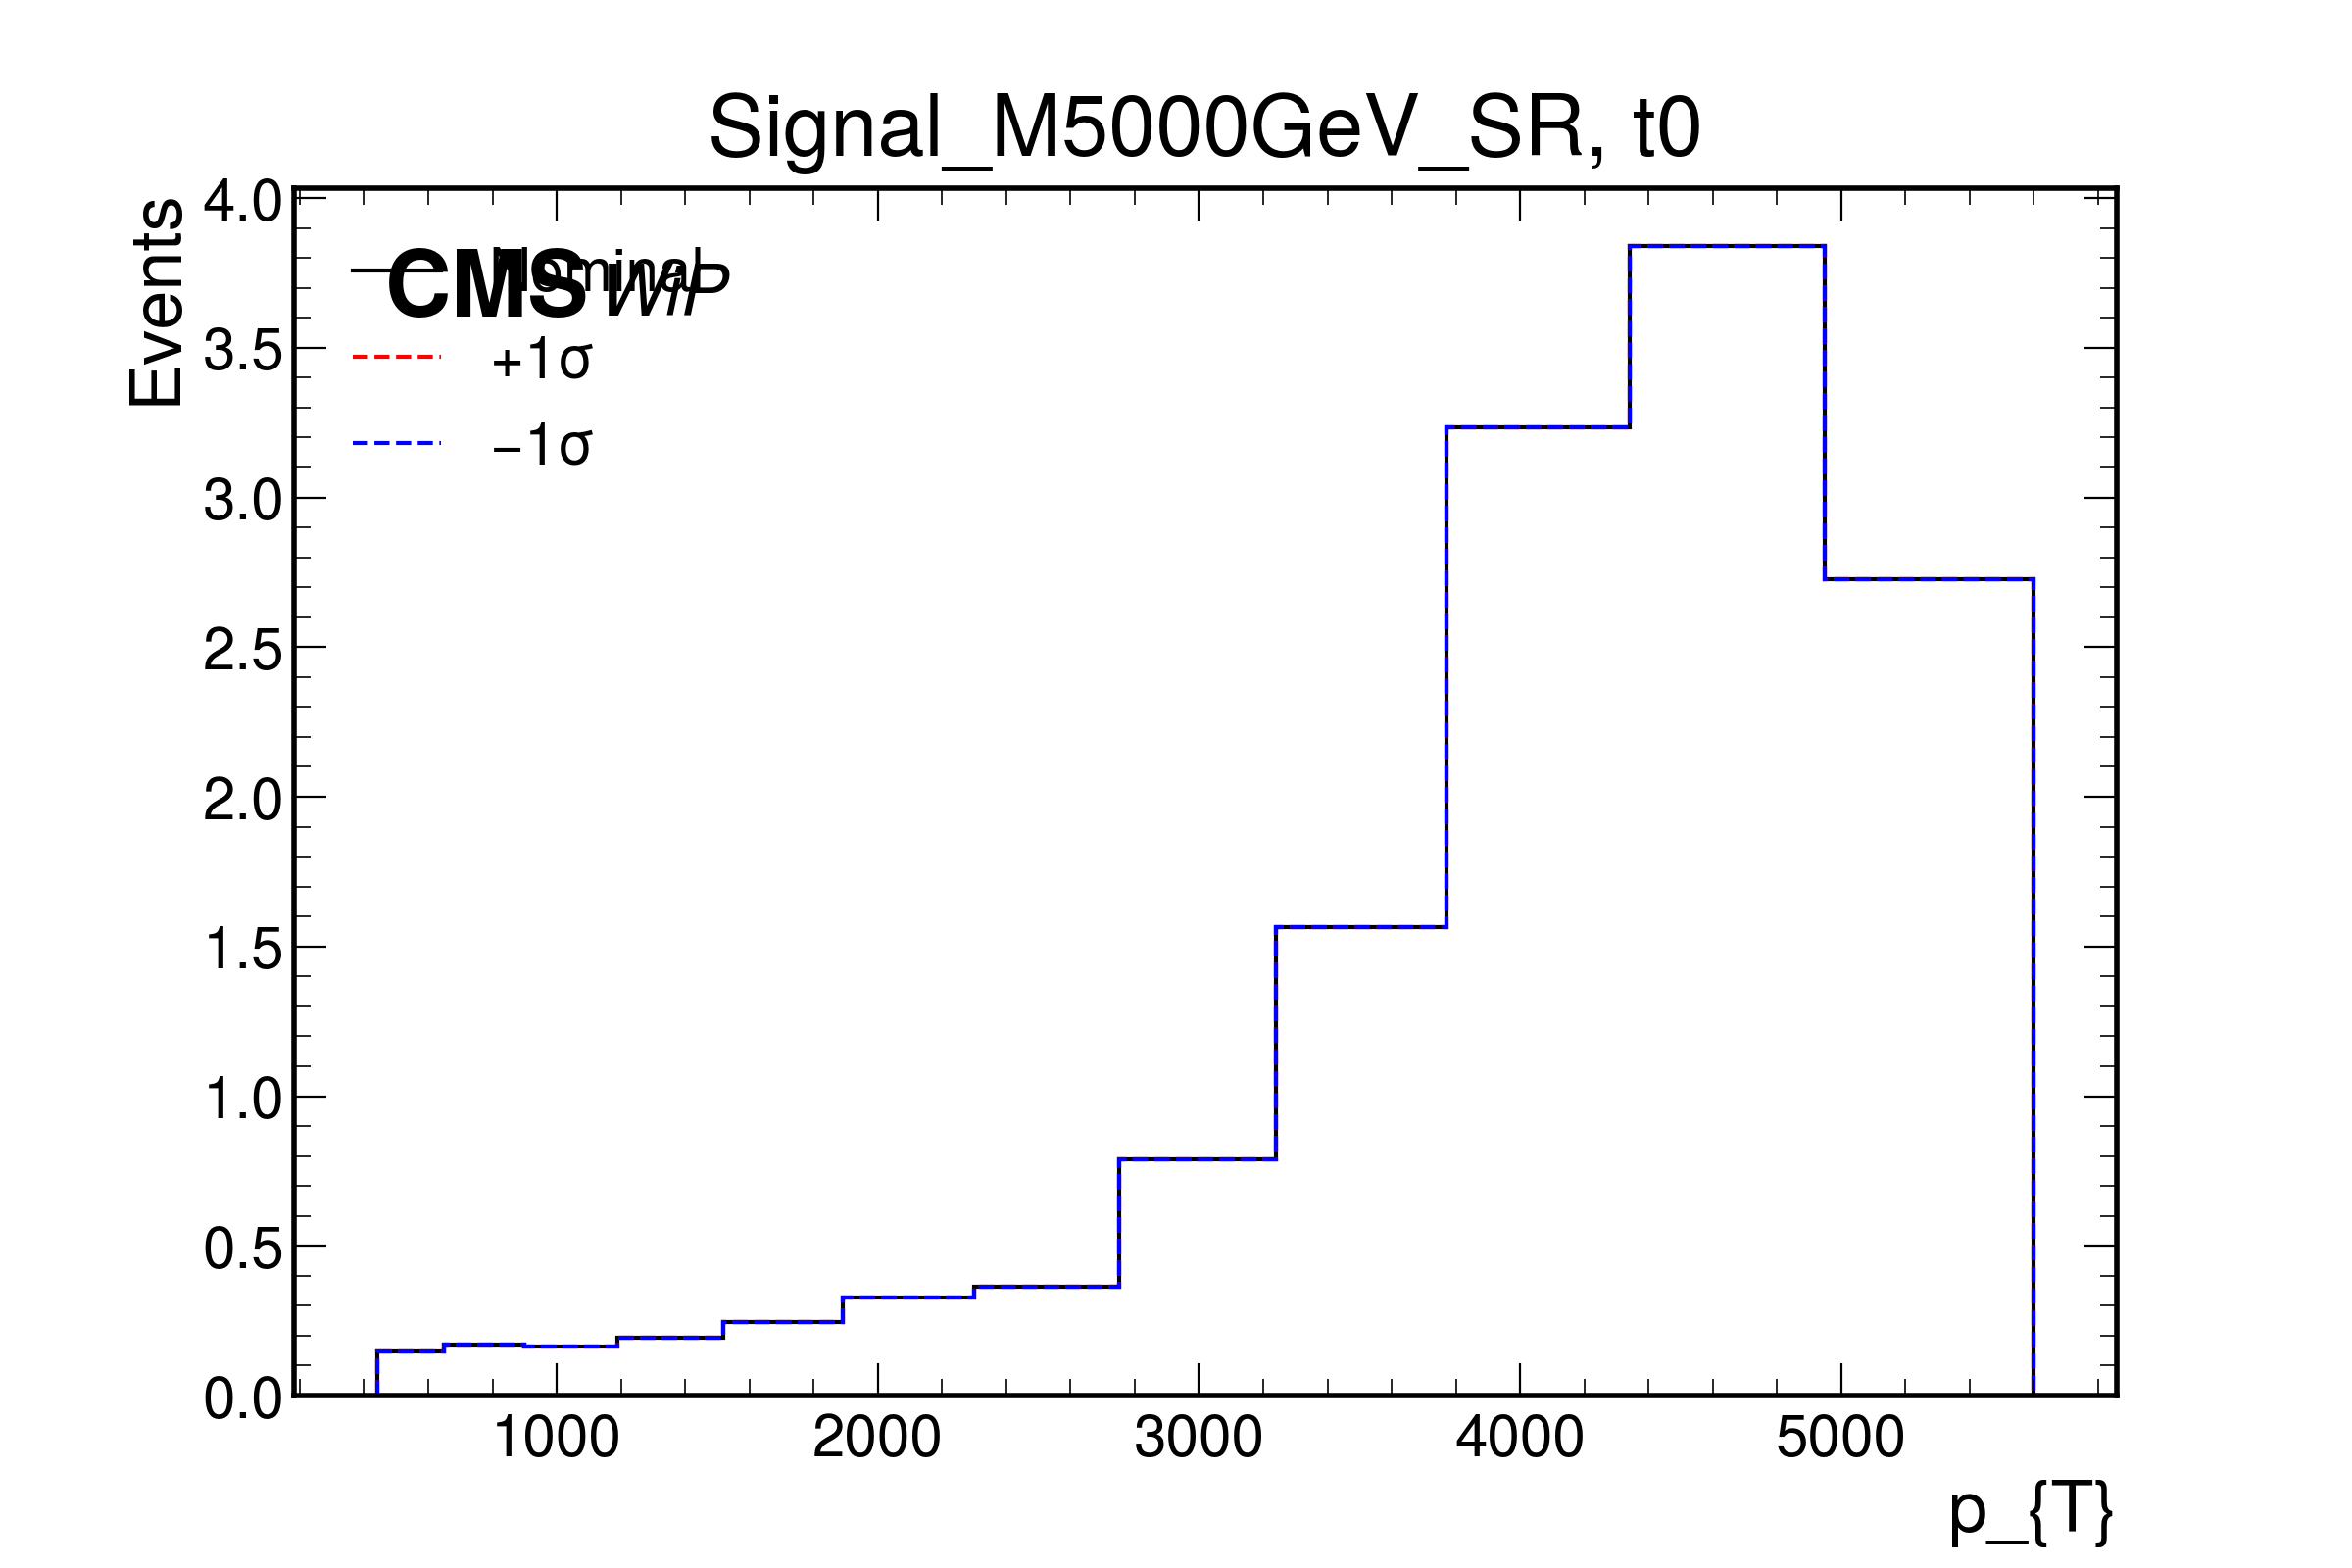 Signal_M5000GeV_SR, t0
Events
4.0
3.5
3.0
2.5
2.0
1.5
1.0
0.5
0.0
CMS WiP
Nominal
+1σ
−1σ
1000 2000 3000 4000 5000
p_{T}